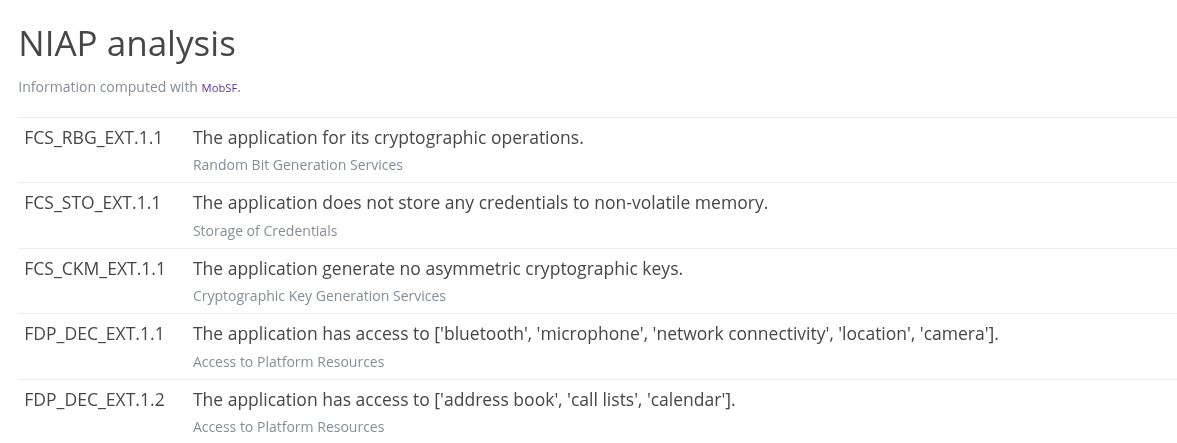 NIAP analysis
Information computed with MobSF.
FCS_RBG_EXT.1.1 The application for its cryptographic operations.
Random Bit Generation Services
FCS_STO_EXT.1.1 The application does not store any credentials to non-volatile memory.
Storage of Credentials
FCS_CKM_EXT.1.1 The application generate no asymmetric cryptographic keys.
Cryptographic Key Generation Services
FDP_DEC_EXT.1.1 The application has access to ['bluetooth', 'microphone', 'network connectivity', 'location', 'camera'].
Access to Platform Resources
FDP_DEC_EXT.1.2 The application has access to ['address book', 'call lists', 'calendar'].
Access to Platform Resources